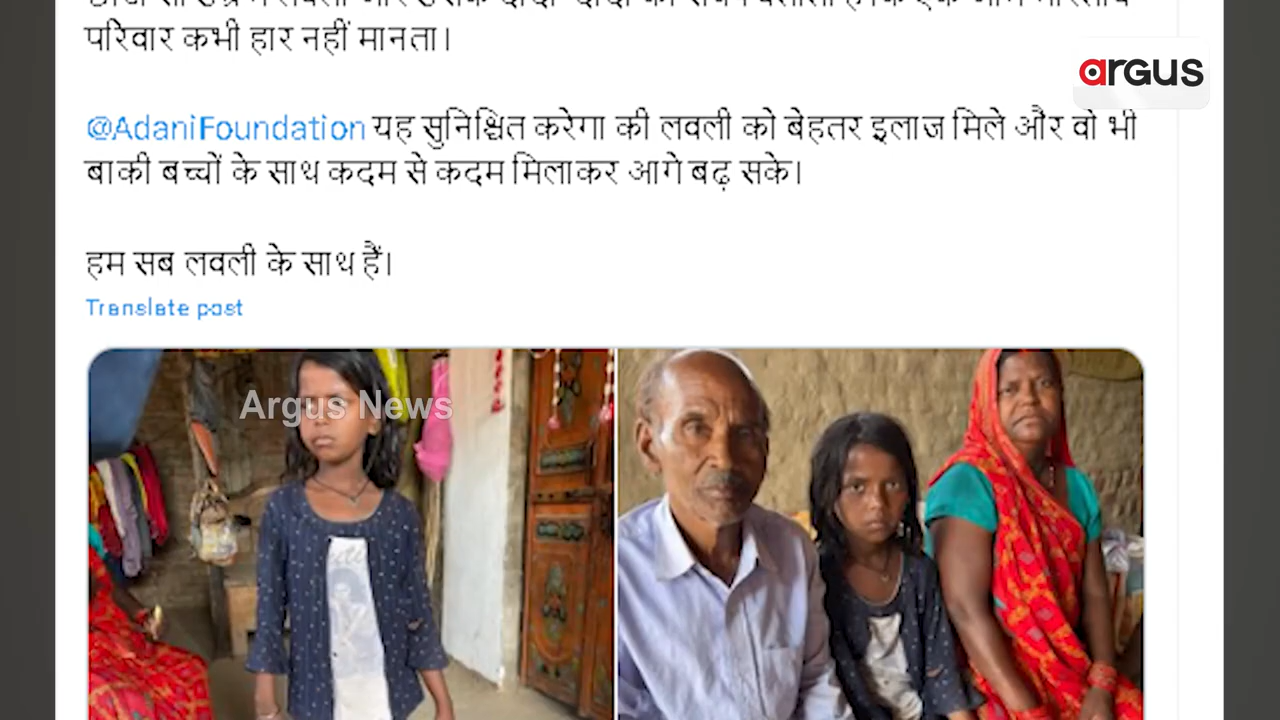 परिवार कभी हार नहीं मानता।
argus
@AdaniFoundation यह सुनिश्चित करेगा की लवली को बेहतर इलाज मिले और वो भी
बाकी बच्चों के साथ कदम से कदम मिलाकर आगे बढ़ सके।
हम सब लवली के साथ हैं।
Translate post
Argus News